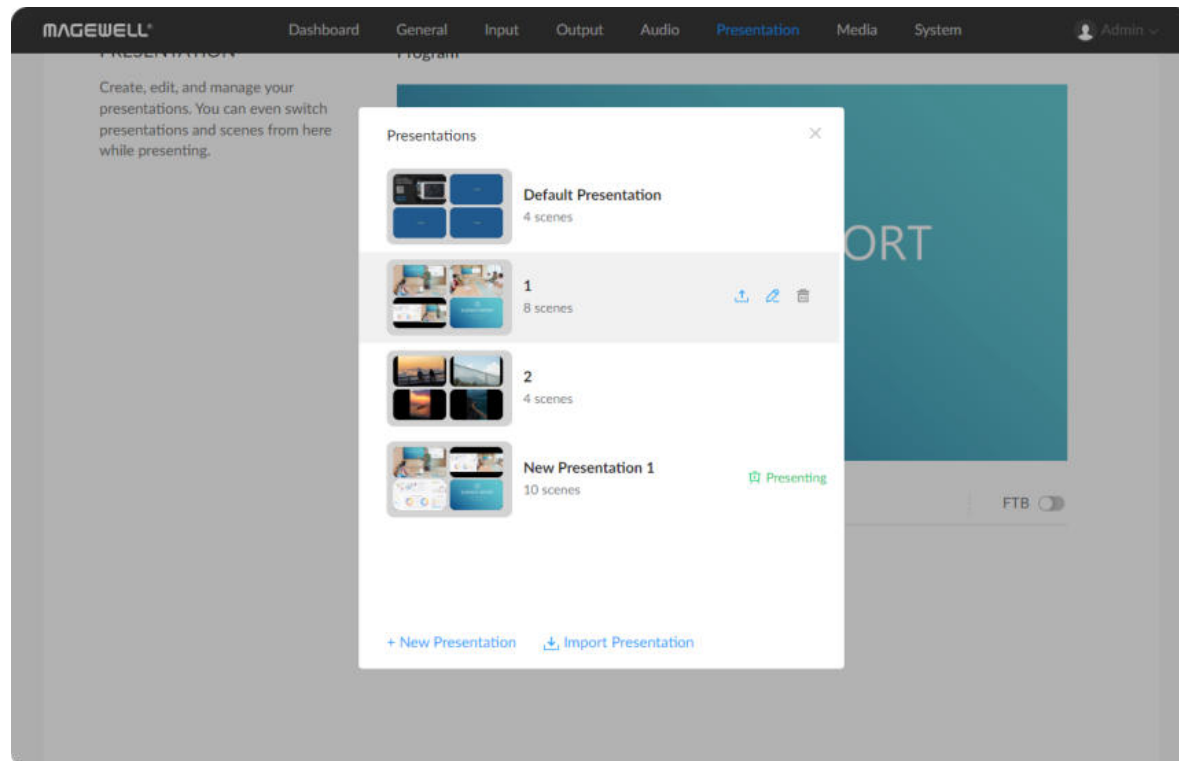 MAGEWELL®
Dashboard General Input Output Audio Presentation Media System Admin
PRESENTATION
Program
Create, edit, and manage your
presentations. You can even switch
presentations and scenes from here
while presenting.
Presentations
Default Presentation
4 scenes
1
8 scenes
2
4 scenes
New Presentation 1
10 scenes
Presenting
+ New Presentation
Import Presentation
ORT
FTB